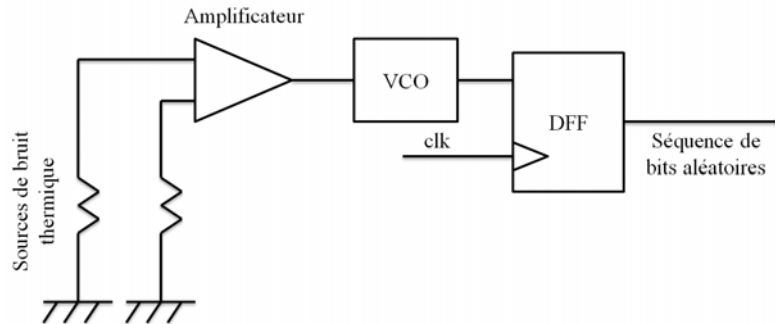 Amplificateur
VCO
DFF
clk
Séquence de
bits aléatoires
Sources de bruit
thermique